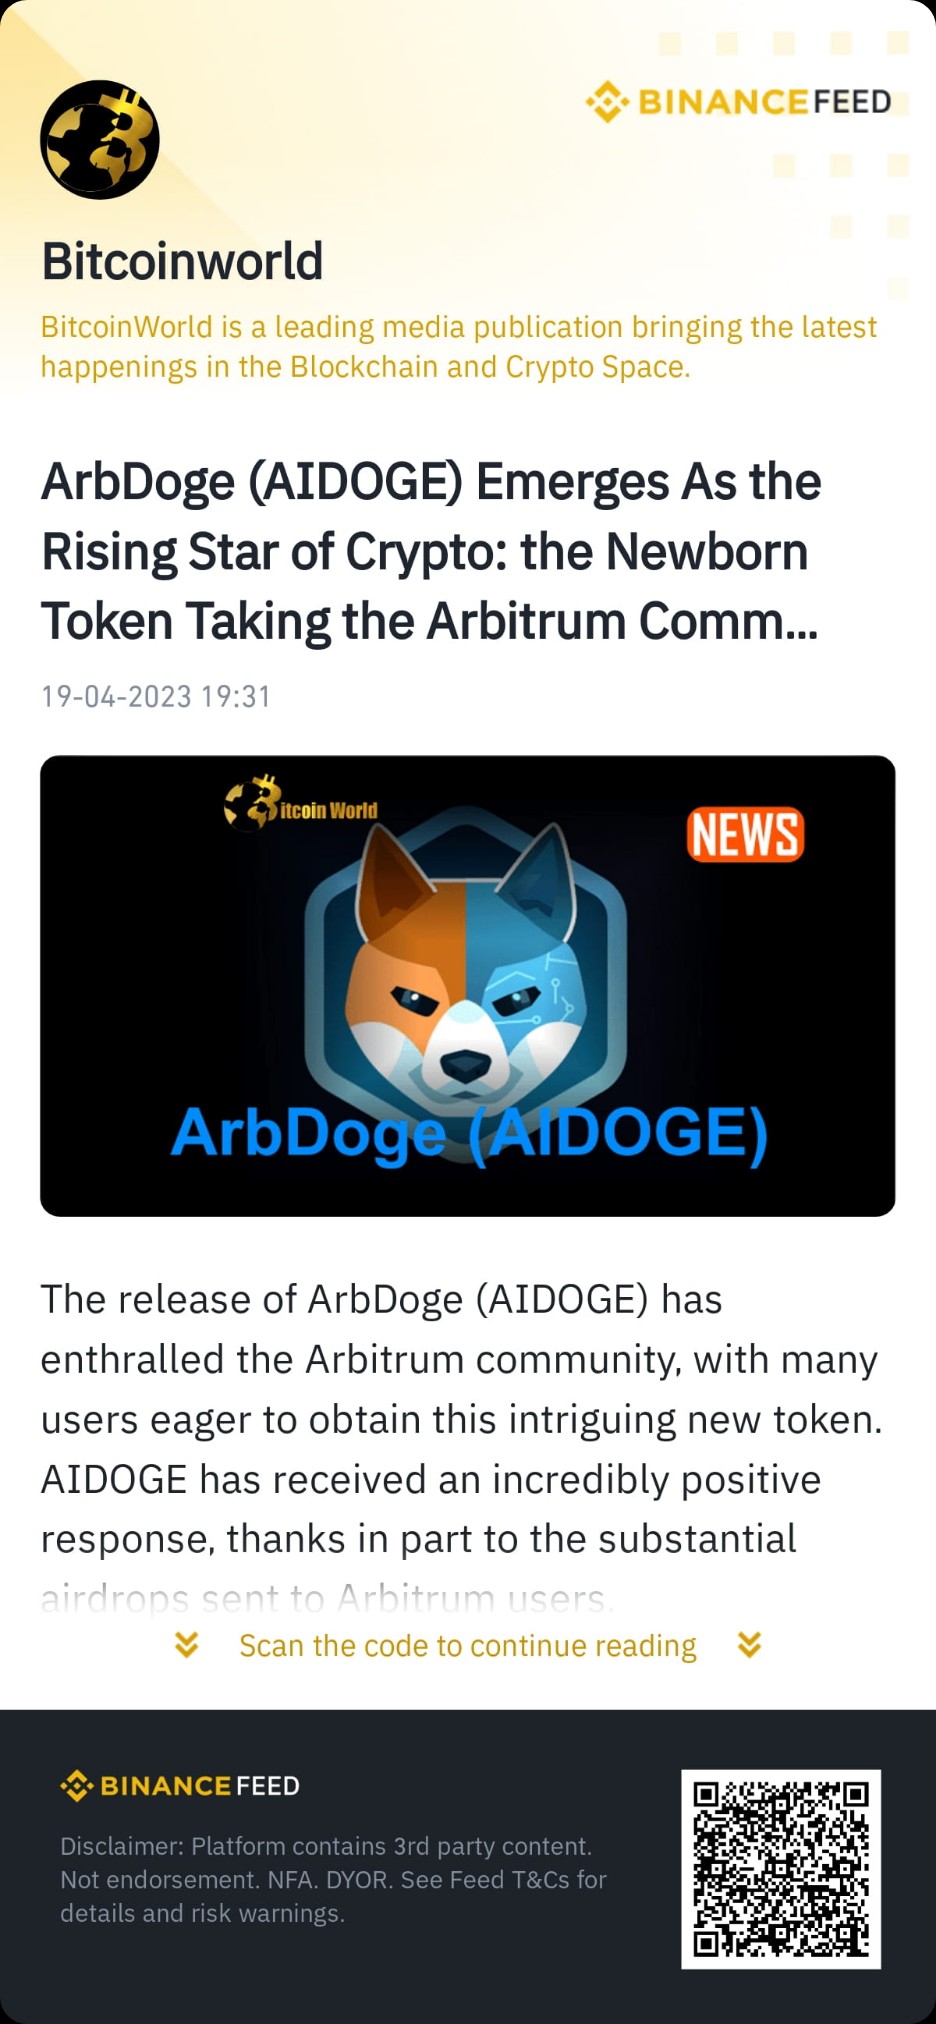 BINANCE FEED
Bitcoinworld
BitcoinWorld is a leading media publication bringing the latest
happenings in the Blockchain and Crypto Space.
ArbDoge (AIDOGE) Emerges As the
Rising Star of Crypto: the Newborn
Token Taking the Arbitrum Comm...
19-04-2023 19:31
Bitcoin World
NEWS
ArbDoge (AIDOGE)
The release of ArbDoge (AIDOGE) has
enthralled the Arbitrum community, with many
users eager to obtain this intriguing new token.
AIDOGE has received an incredibly positive
response, thanks in part to the substantial
airdrops sent to Arbitrum users.
Scan the code to continue reading
BINANCE FEED
Disclaimer: Platform contains 3rd party content.
Not endorsement. NFA. DYOR. See Feed T&Cs for
details and risk warnings.